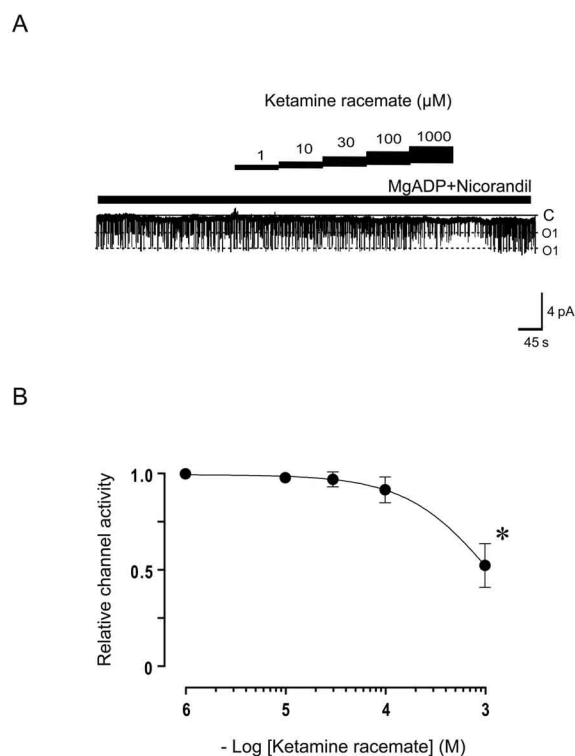 A
Ketamine racemate (μM)
1 10 30 100 1000
MgADP+Nicorandil
C
O1
O1
4 pA
45 s
B
Relative channel activity
1.0
0.5
0
6 5 4 3
- Log [Ketamine racemate] (M)
*